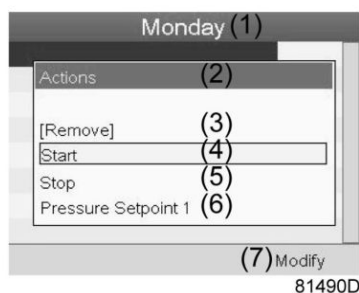 Monday (1)
Actions (2)
[Remove] (3)
Start (4)
Stop (5)
Pressure Setpoint 1 (6)
(7) Modify
81490D